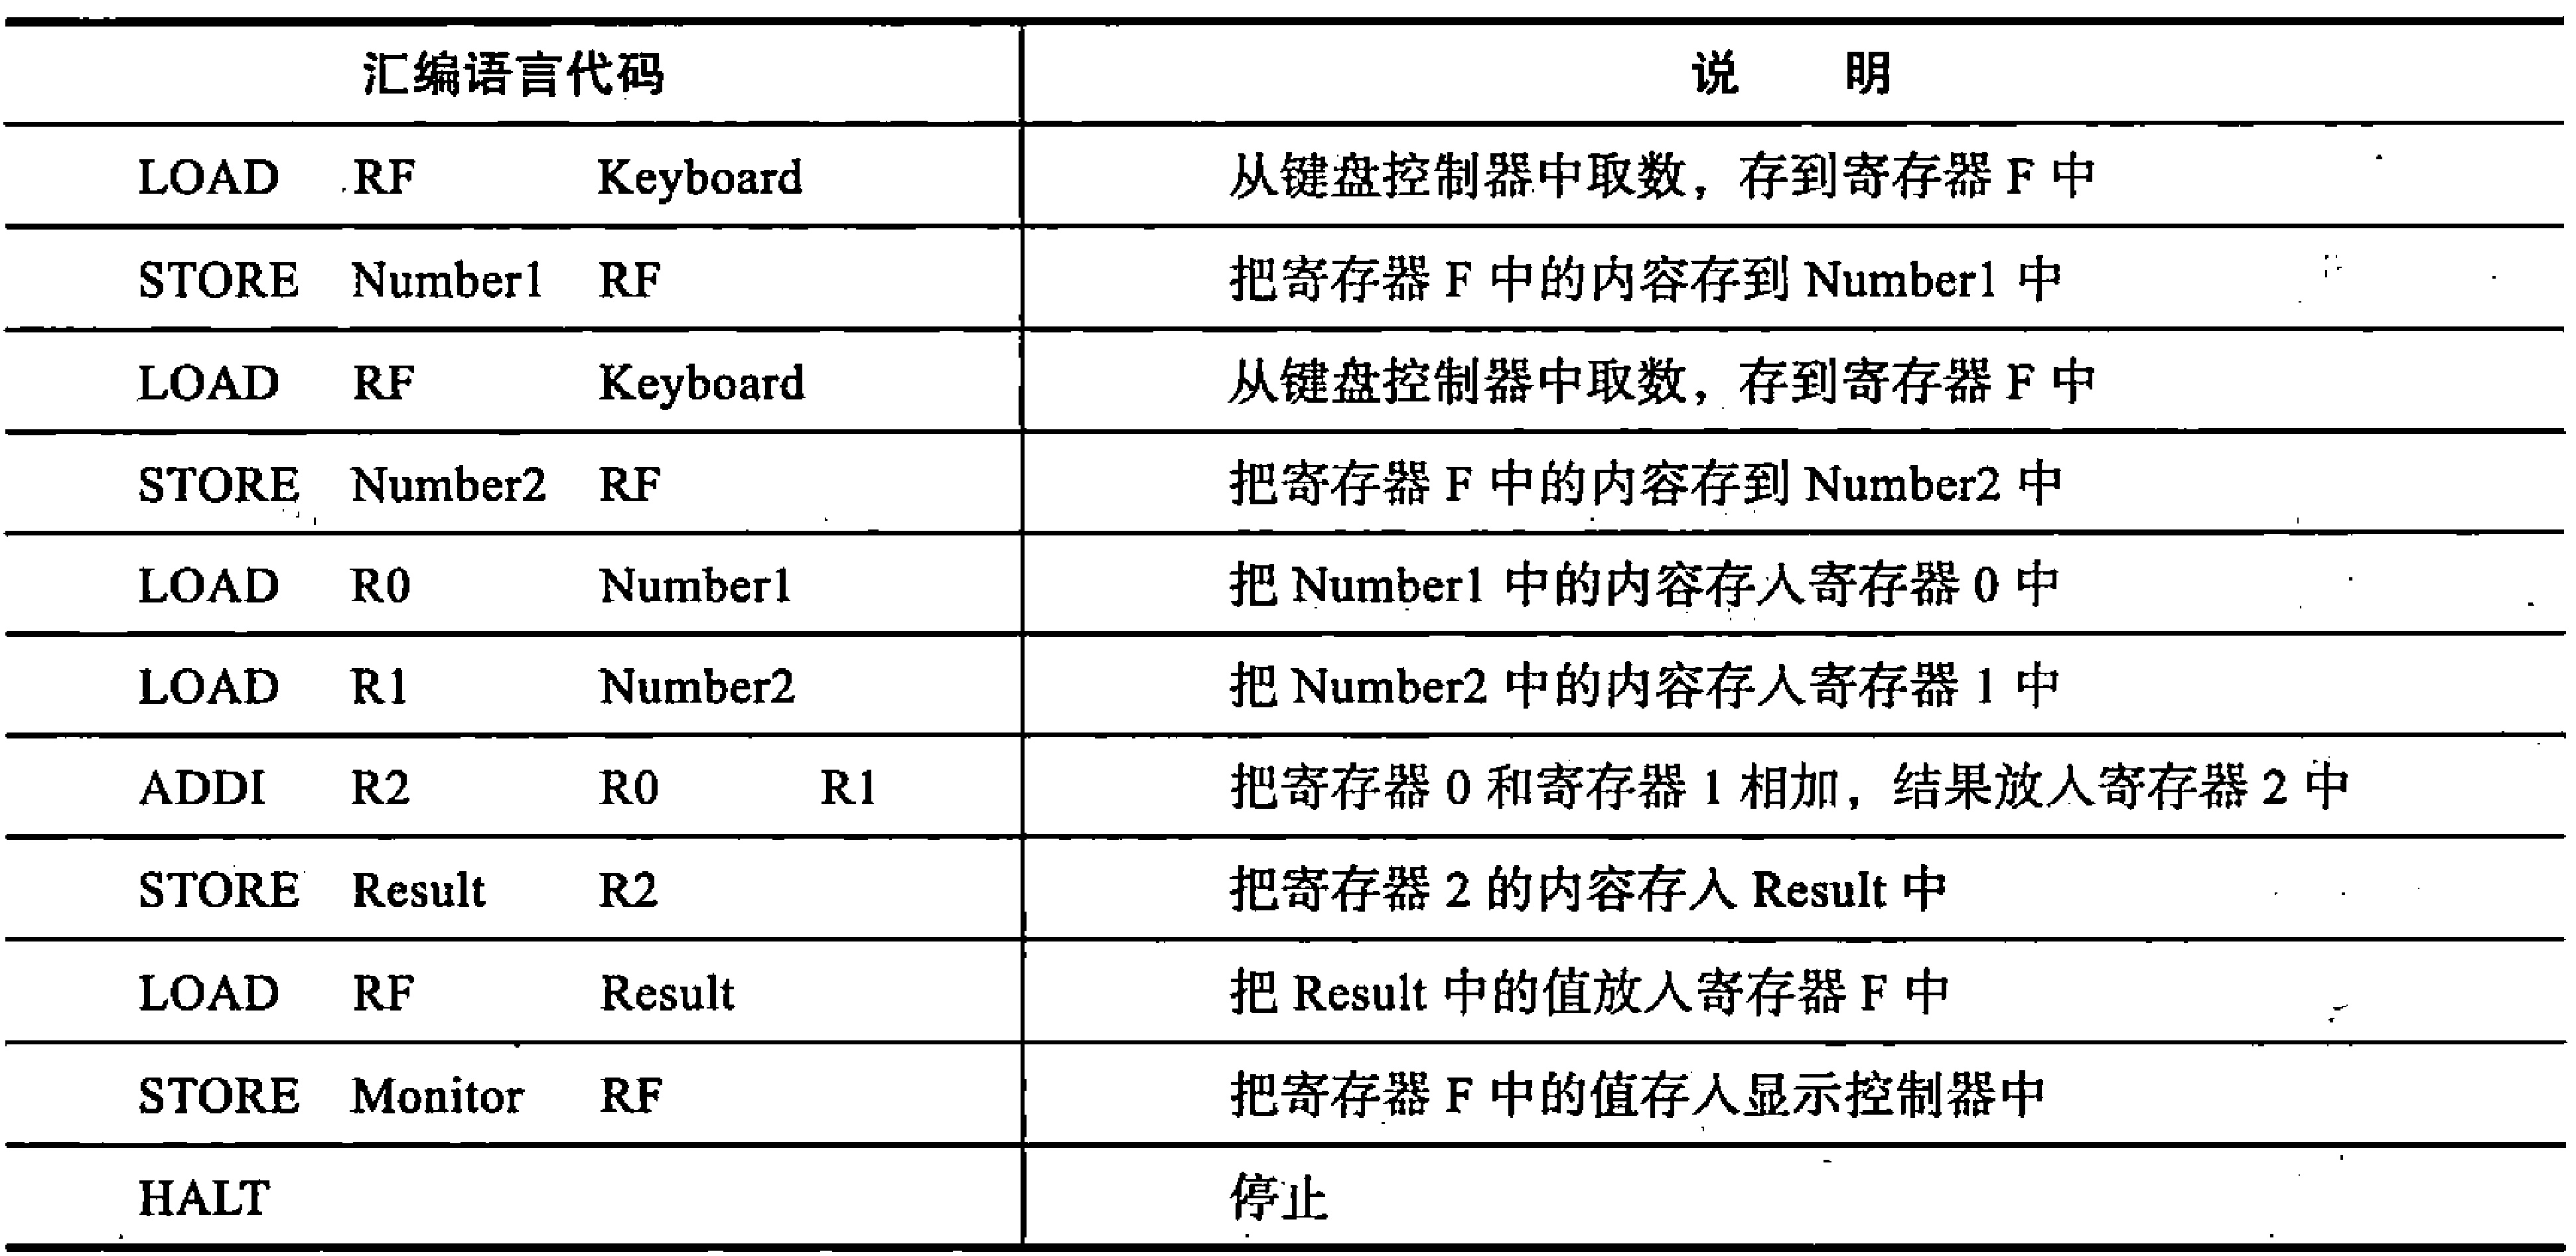 汇编语言代码 说 明
LOAD RF Keyboard 从键盘控制器中取数，存到寄存器 F 中
STORE Number1 RF 把寄存器 F 中的内容存到 Number1 中
LOAD RF Keyboard 从键盘控制器中取数，存到寄存器 F 中
STORE Number2 RF 把寄存器 F 中的内容存到 Number2 中
LOAD R0 Number1 把 Number1 中的内容存入寄存器 0 中
LOAD R1 Number2 把 Number2 中的内容存入寄存器 1 中
ADDI R2 R0 R1 把寄存器 0 和寄存器 1 相加，结果放入寄存器 2 中
STORE Result R2 把寄存器 2 的内容存入 Result 中
LOAD RF Result 把 Result 中的值放入寄存器 F 中
STORE Monitor RF 把寄存器 F 中的值存入显示控制器中
HALT 停止